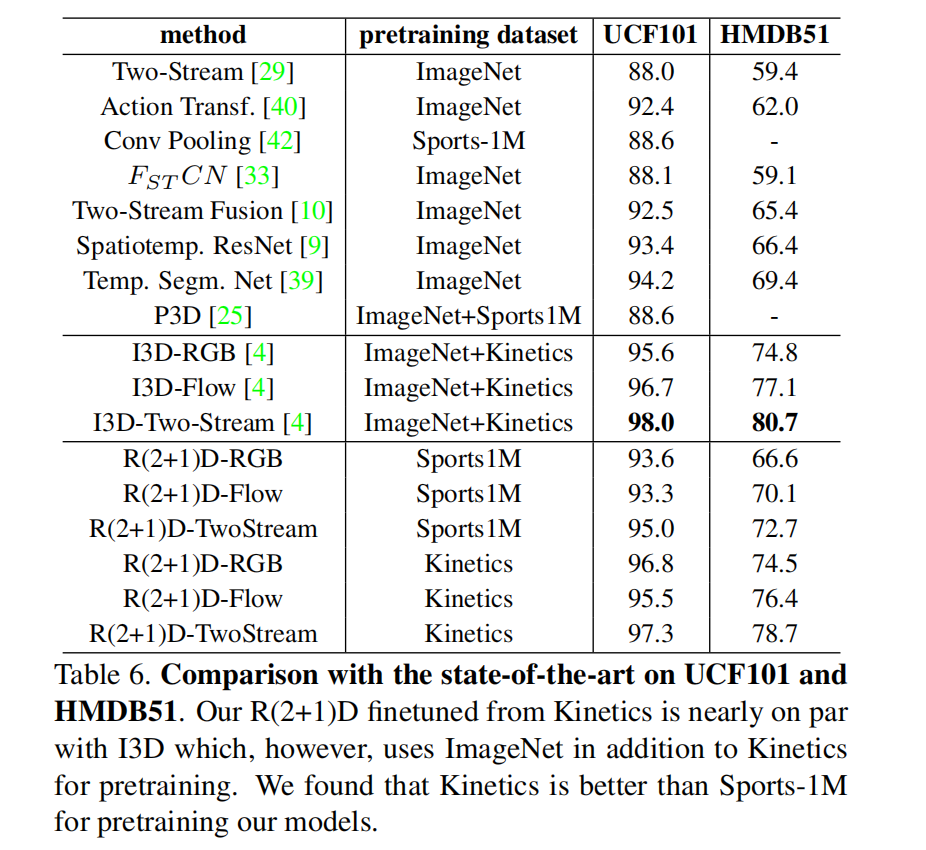 method pretraining dataset UCF101 HMDB51
Two-Stream [29] ImageNet 88.0 59.4
Action Transf. [40] ImageNet 92.4 62.0
Conv Pooling [42] Sports-1M 88.6 -
F_{ST}CN [33] ImageNet 88.1 59.1
Two-Stream Fusion [10] ImageNet 92.5 65.4
Spatiotemp. ResNet [9] ImageNet 93.4 66.4
Temp. Segm. Net [39] ImageNet 94.2 69.4
P3D [25] ImageNet+Sports1M 88.6 -
I3D-RGB [4] ImageNet+Kinetics 95.6 74.8
I3D-Flow [4] ImageNet+Kinetics 96.7 77.1
I3D-Two-Stream [4] ImageNet+Kinetics 98.0 80.7
R(2+1)D-RGB Sports1M 93.6 66.6
R(2+1)D-Flow Sports1M 93.3 70.1
R(2+1)D-TwoStream Sports1M 95.0 72.7
R(2+1)D-RGB Kinetics 96.8 74.5
R(2+1)D-Flow Kinetics 95.5 76.4
R(2+1)D-TwoStream Kinetics 97.3 78.7
Table 6. Comparison with the state-of-the-art on UCF101 and
HMDB51. Our R(2+1)D finetuned from Kinetics is nearly on par
with I3D which, however, uses ImageNet in addition to Kinetics
for pretraining. We found that Kinetics is better than Sports-1M
for pretraining our models.